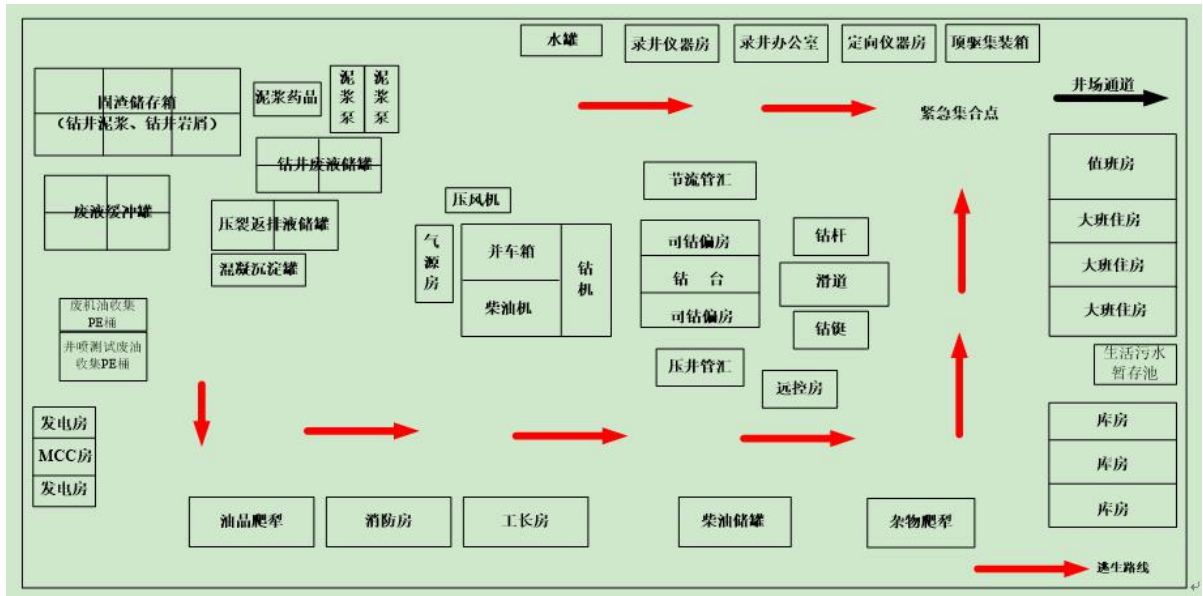 水罐
录井仪器房
录井办公室
定向仪器房
顶驱集装箱
井场通道
紧急集合点
固渣储存箱
（钻井泥浆、钻井岩屑）
泥浆药品
泥浆泵
泥浆泵
钻井废液储罐
废液缓冲罐
压裂返排液储罐
混凝沉淀罐
压风机
气源房
并车箱
柴油机
钻机
节流管汇
司钻偏房
钻 台
司钻偏房
压井管汇
钻杆
滑道
钻铤
远控房
值班房
大班住房
大班住房
大班住房
生活污水
暂存池
库房
库房
库房
废机油收集
PE桶
井喷测试废油
收集PE桶
发电房
MCC房
发电房
油品爬犁
消防房
工长房
柴油储罐
杂物爬犁
逃生路线